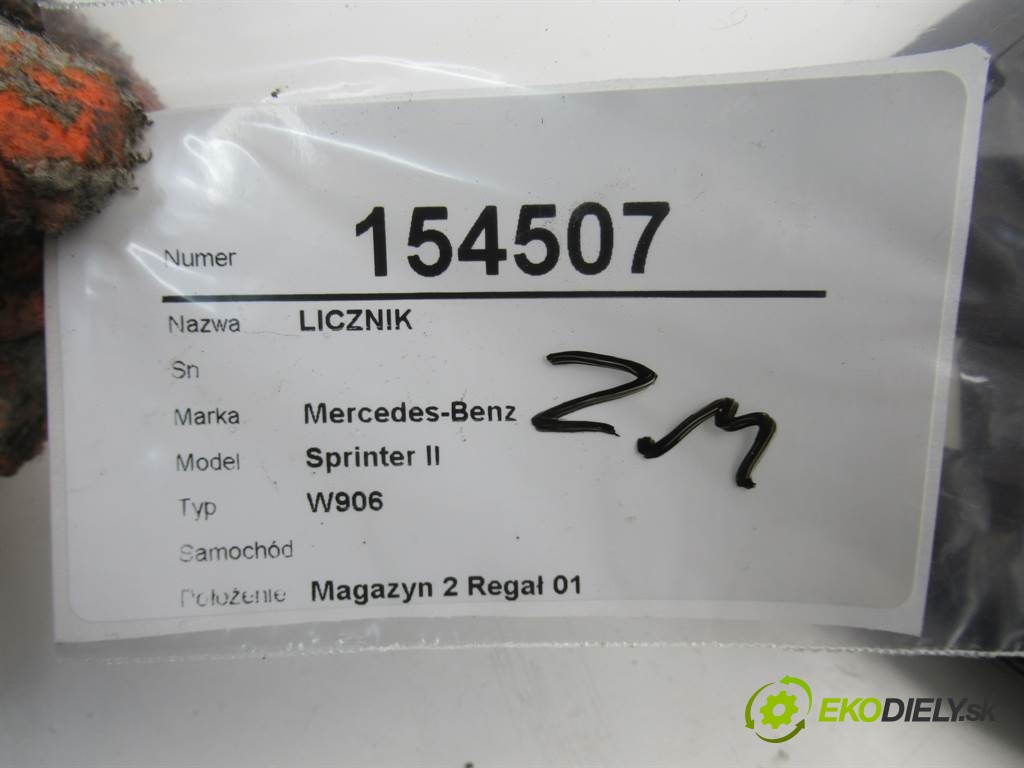 Numer 154507
Nazwa LICZNIK
Sn
Marka Mercedes-Benz
Model Sprinter II
Typ W906
Samochód
Położenie Magazyn 2 Regał 01
ZM
EKODIELY.sk